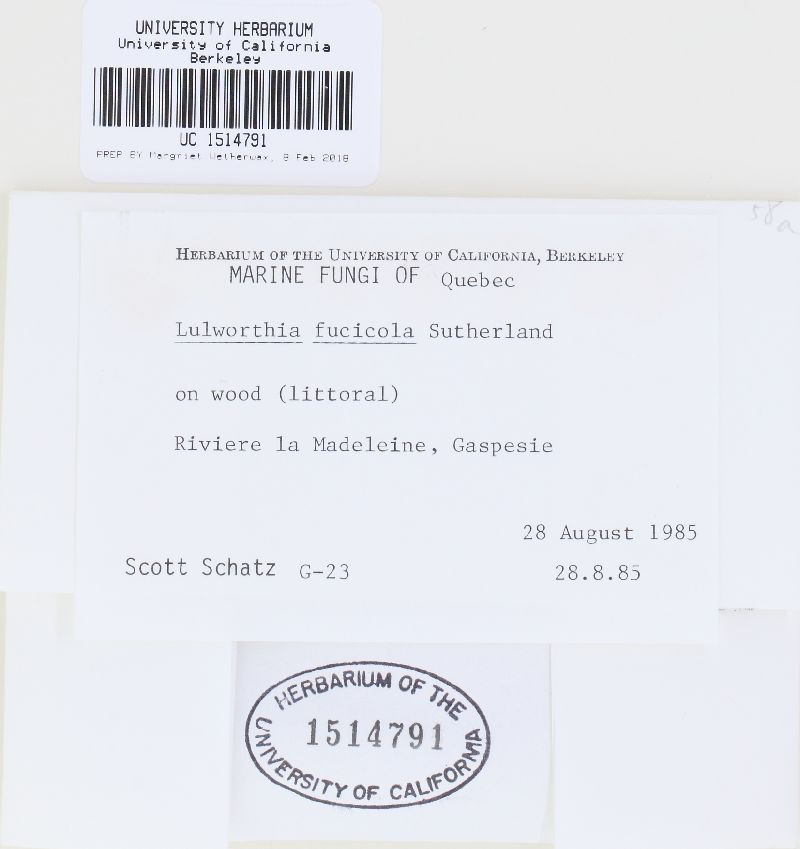 UNIVERSITY HERBARIUM
University of California
Berkeley
UC 1514791
PREP BY Margriet Wetherwax, 8 Feb 2018
58a
HERBARIUM OF THE UNIVERSITY OF CALIFORNIA, BERKELEY
MARINE FUNGI OF Quebec
Lulworthia fucicola Sutherland
on wood (littoral)
Riviere la Madeleine, Gaspesie
28 August 1985
Scott Schatz G-23 28.8.85
HERBARIUM OF THE
1514791
UNIVERSITY OF CALIFORNIA